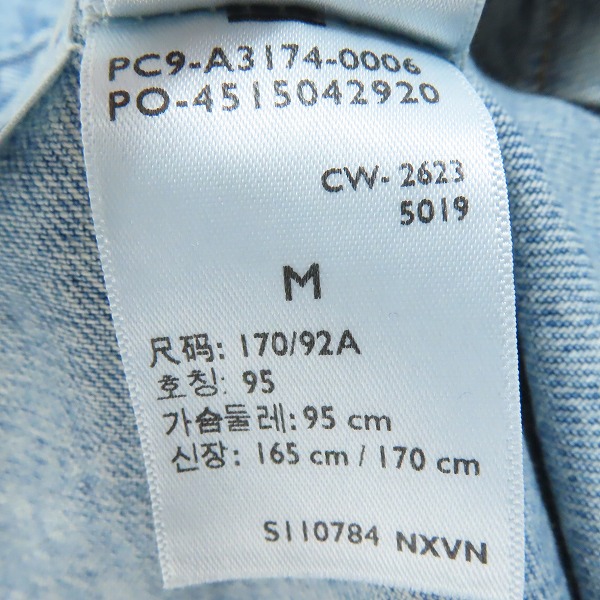 PC9-A3174-0006
PO-4515042920
CW-2623
5019
M
尺码: 170/92A
호칭: 95
가슴둘레: 95 cm
신장: 165 cm / 170 cm
S110784 NXVN